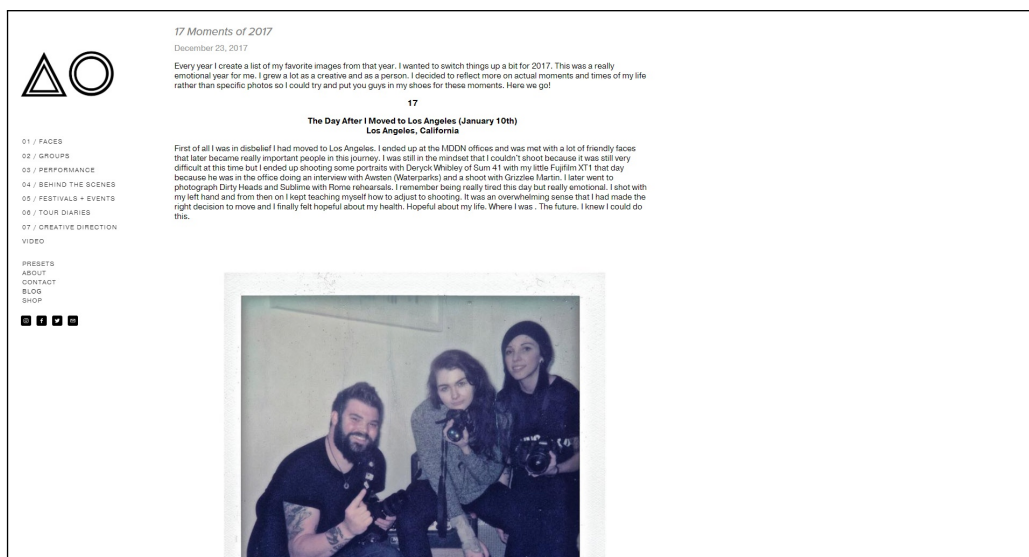 17 Moments of 2017
December 23, 2017
Every year I create a list of my favorite images from that year. I wanted to switch things up a bit for 2017. This was a really
emotional year for me. I grew a lot as a creative and as a person. I decided to reflect more on actual moments and times of my life
rather than specific photos so I could try and put you guys in my shoes for these moments. Here we go!
17
The Day After I Moved to Los Angeles (January 10th)
Los Angeles, California
First of all I was in disbelief I had moved to Los Angeles. I ended up at the MDDN offices and was met with a lot of friendly faces
that later became really important people in this journey. I was still in the mindset that I couldn't shoot because it was still very
difficult at this time but I ended up shooting some portraits with Deryck Whibley of Sum 41 with my little Fujifilm XT1 that day
because he was in the office doing an interview with Awsten (Waterparks) and a shoot with Grizzlee Martin. I later went to
photograph Dirty Heads and Sublime with Rome rehearsals. I remember being really tired this day but really emotional. I shot with
my left hand and from then on I kept teaching myself how to adjust to shooting. It was an overwhelming sense that I had made the
right decision to move and I finally felt hopeful about my health. Hopeful about my life. Where I was . The future. I knew I could do
this.
01 / FACES
02 / GROUPS
03 / PERFORMANCE
04 / BEHIND THE SCENES
05 / FESTIVALS + EVENTS
06 / TOUR DIARIES
07 / CREATIVE DIRECTION
VIDEO
PRESETS
ABOUT
CONTACT
BLOG
SHOP